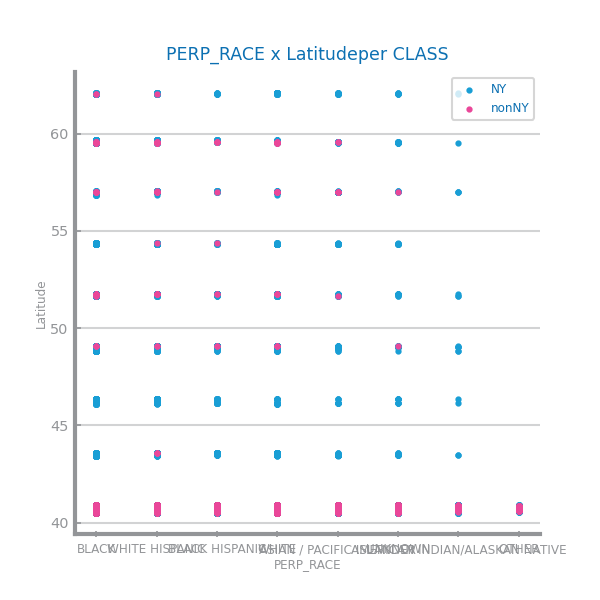 PERP_RACE x Latitudeper CLASS
NY
nonNY
60
55
50
45
40
Latitude
BLACK WHITE HISPANIC BLACK HISPANIC WHITE ASIAN / PACIFIC ISLANDER UNKNOWN AMERICAN INDIAN/ALASKAN NATIVE OTHER
PERP_RACE